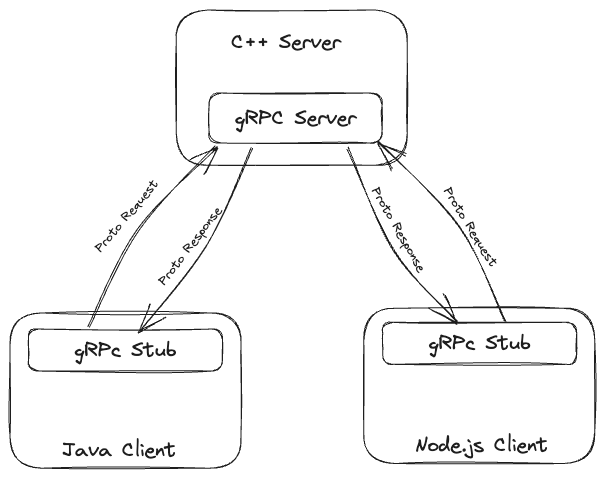 C++ Server
gRPC Server
Proto Request
Proto Response
Proto Response
Proto Request
gRPc Stub
gRPc Stub
Java Client
Node.js Client